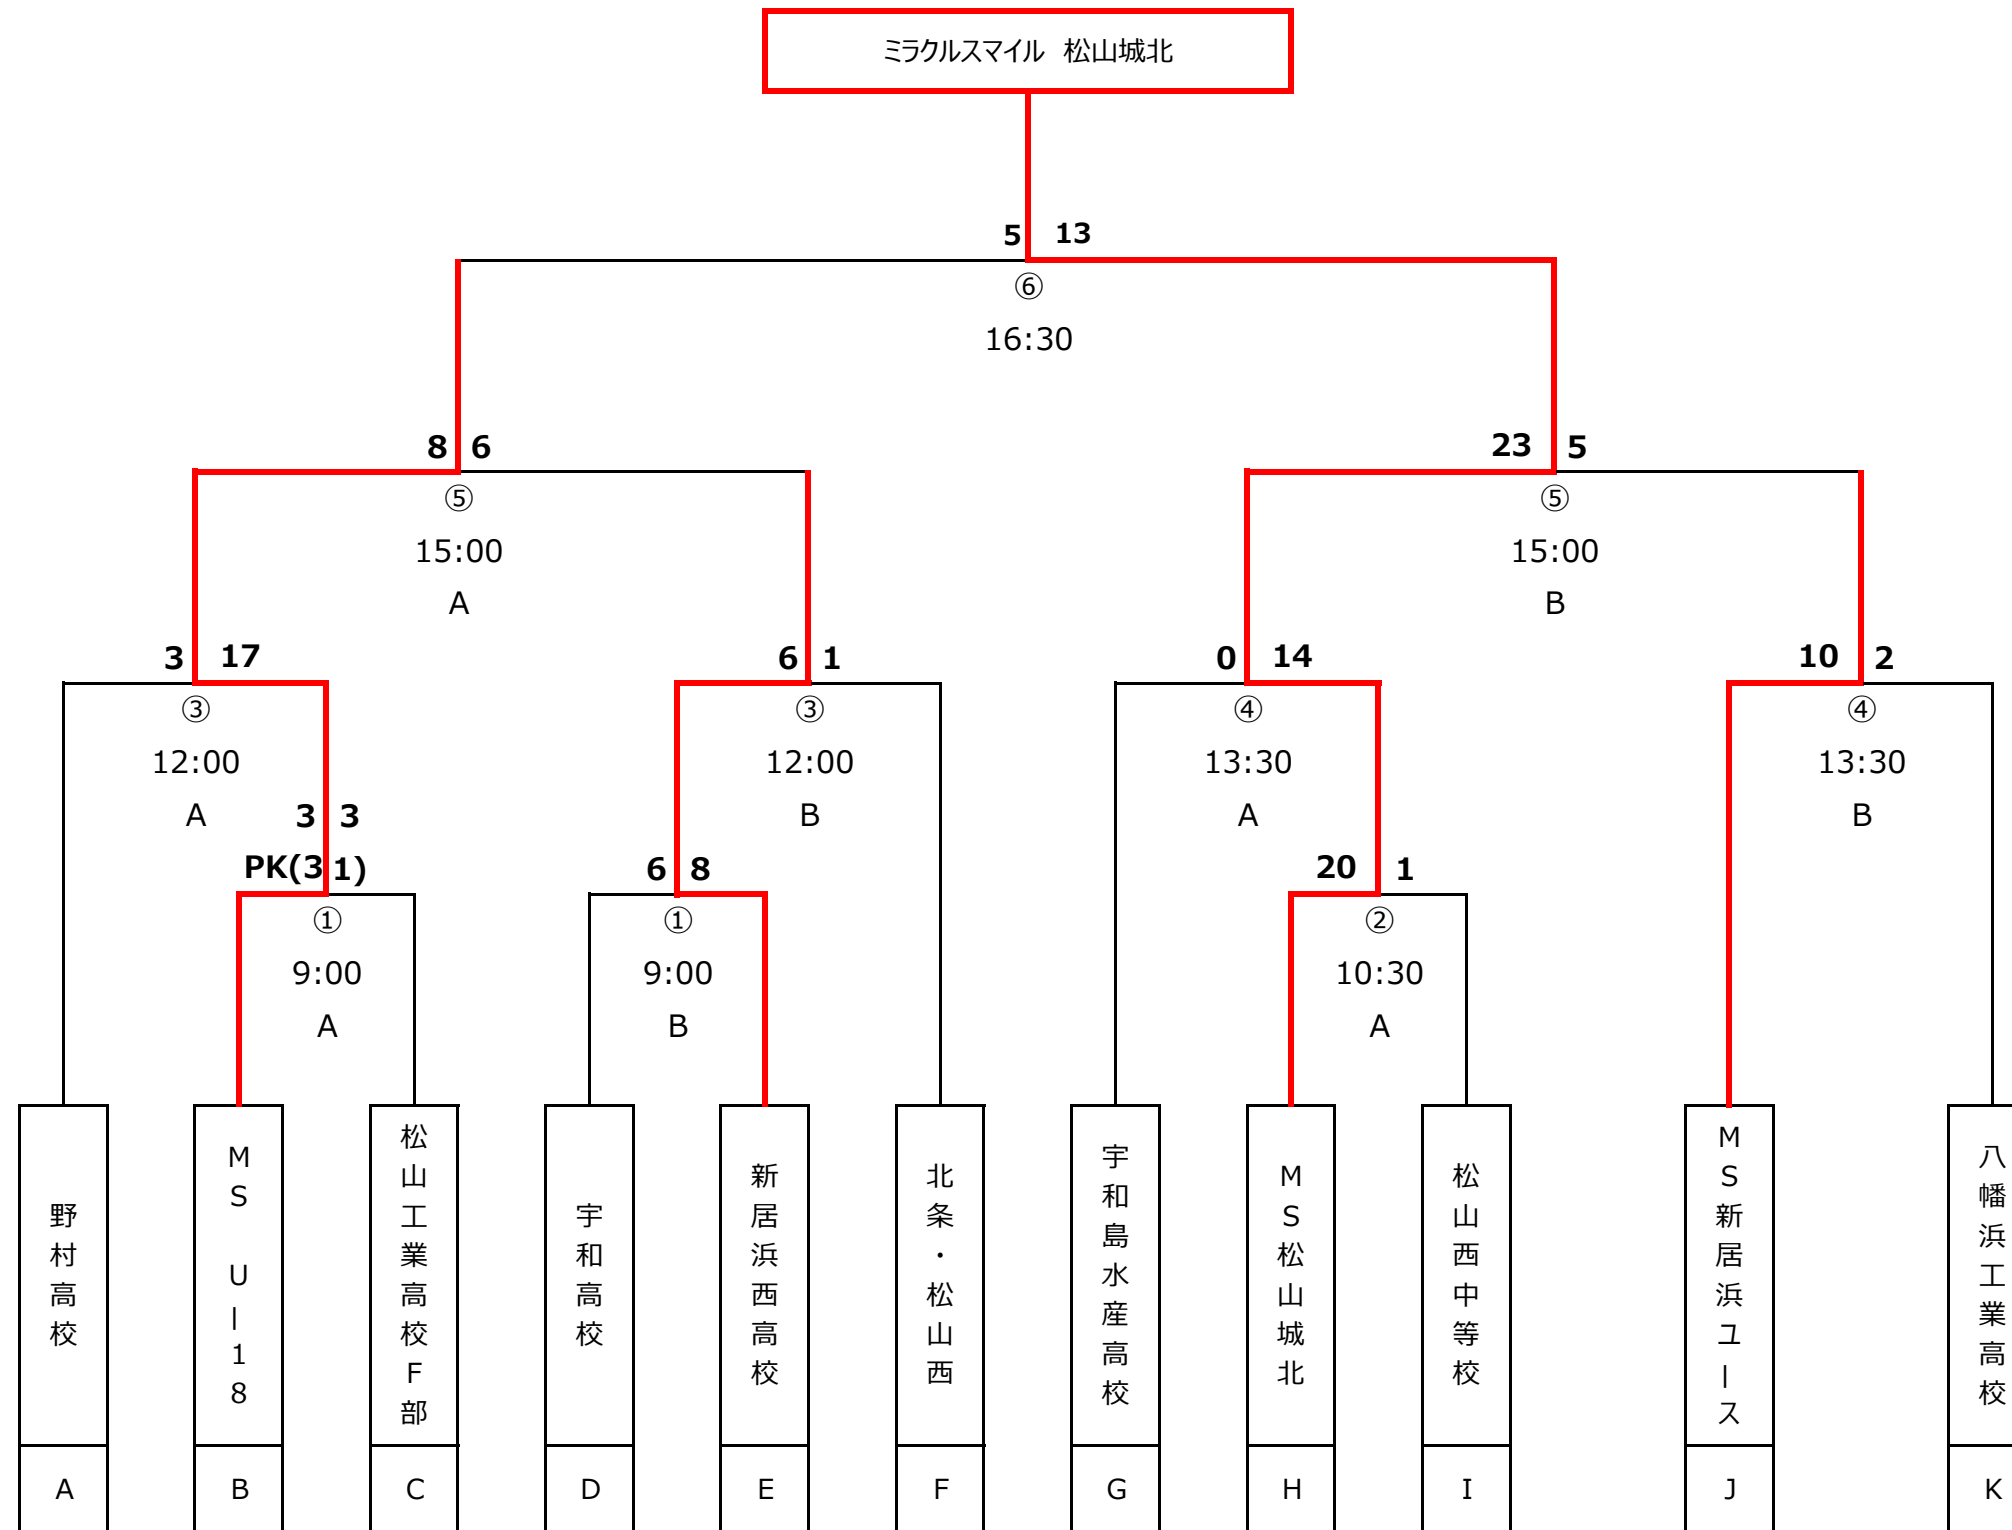 ミラクルスマイル 松山城北
5 13
⑥
16:30
8 6
23 5
⑤
⑤
15:00
15:00
A
B
3 17
6 1
0 14
10 2
③
③
④
④
12:00
12:00
13:30
13:30
A
B
A
B
3 3
PK(3 1)
6 8
20 1
①
①
②
9:00
9:00
10:30
A
B
A
野村高校
MS U-18
松山工業高校F部
宇和高校
新居浜西高校
北条・松山西
宇和島水産高校
MS松山城北
松山西中等校
MS新居浜ユース
八幡浜工業高校
A
B
C
D
E
F
G
H
I
J
K